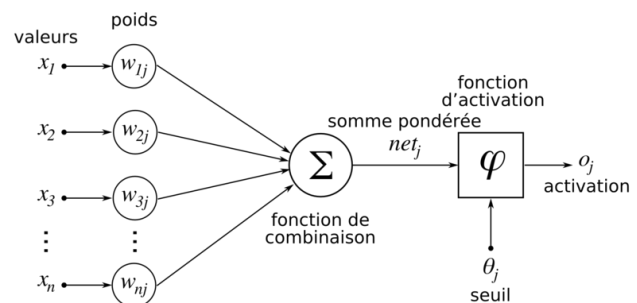 poids
valeurs
x1
w1j
fonction
d'activation
x2
w2j
somme pondérée
netj
Σ
φ
oj
activation
x3
w3j
fonction de
combinaison
xn
wnj
θj
seuil